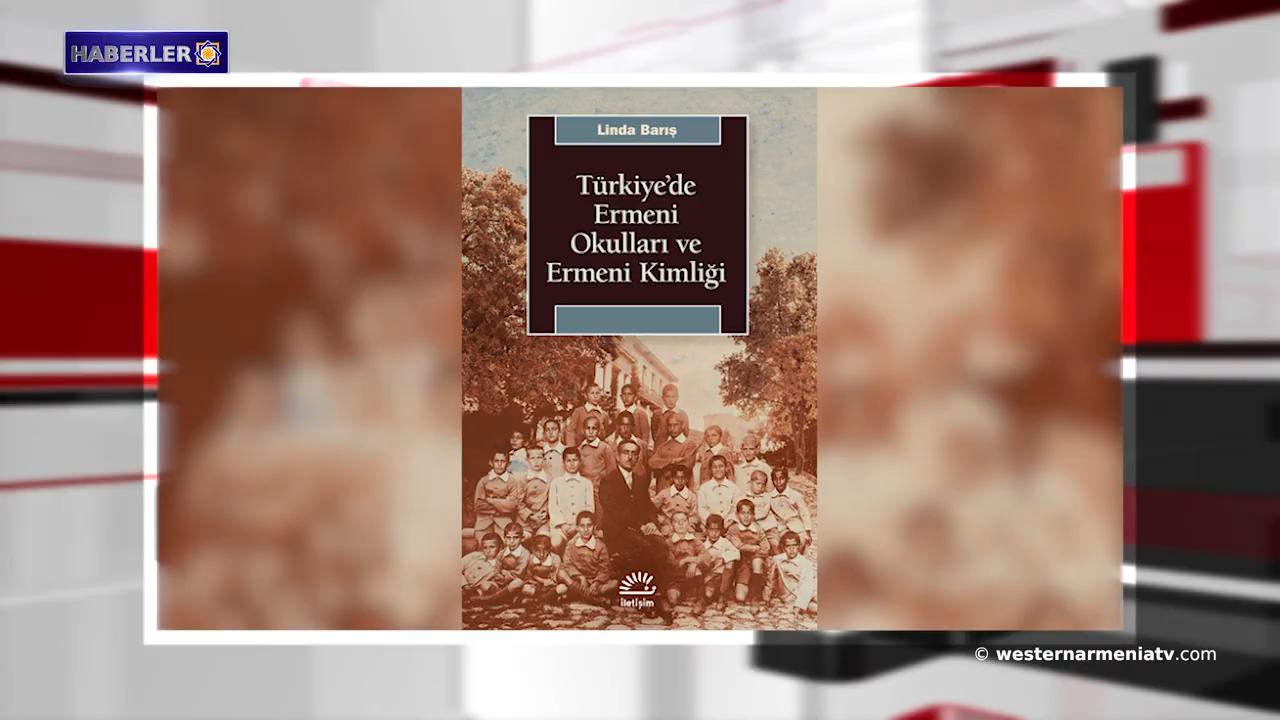 HABERLER
Linda Barış
Türkiye’de
Ermeni
Okulları ve
Ermeni Kimliği
iletişim
© westernarmeniatv.com